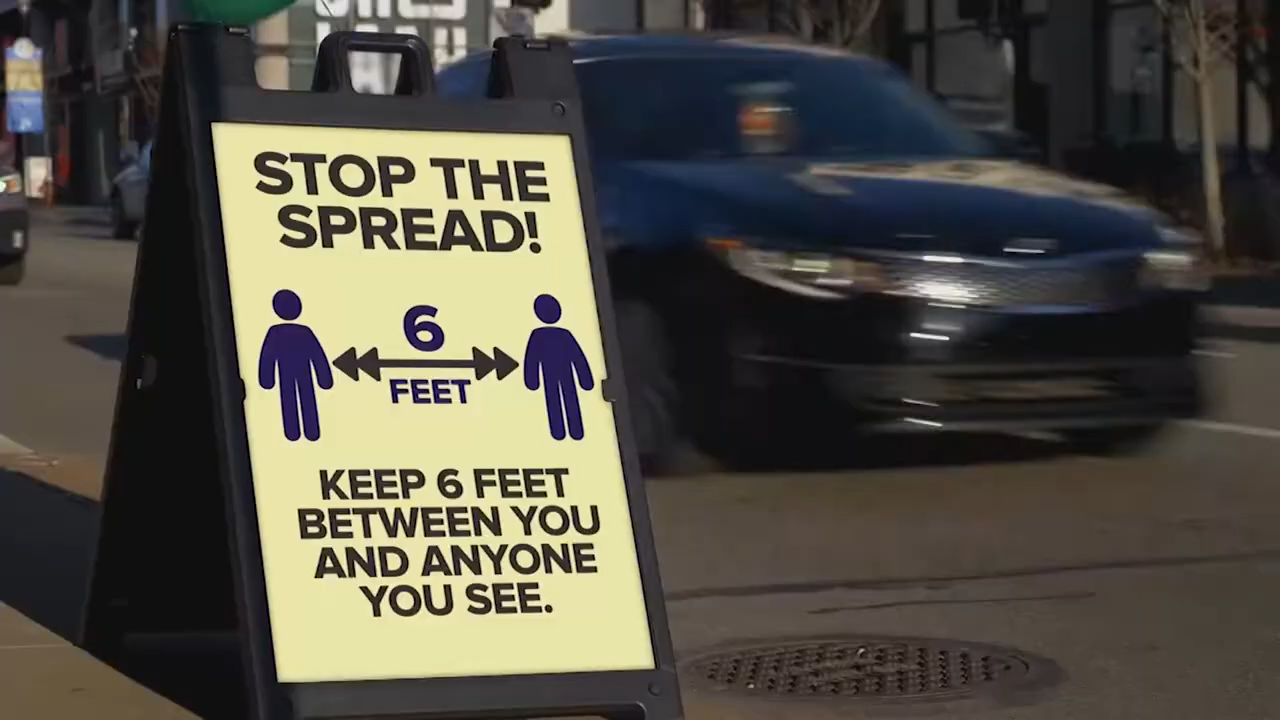 STOP THE
SPREAD!
6
FEET
KEEP 6 FEET
BETWEEN YOU
AND ANYONE
YOU SEE.